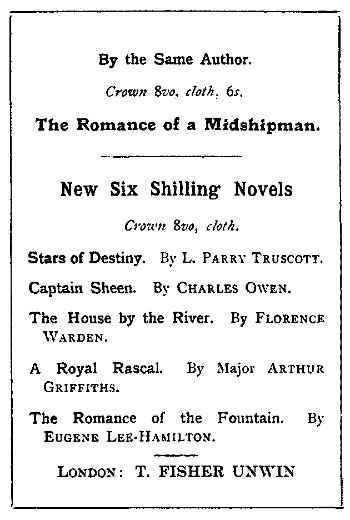 By the Same Author.
Crown 8vo, cloth, 6s.
The Romance of a Midshipman.
New Six Shilling Novels
Crown 8vo, cloth.
Stars of Destiny. By L. PARRY TRUSCOTT.
Captain Sheen. By CHARLES OWEN.
The House by the River. By FLORENCE
WARDEN.
A Royal Rascal. By Major ARTHUR
GRIFFITHS.
The Romance of the Fountain. By
EUGENE LEE-HAMILTON.
LONDON: T. FISHER UNWIN